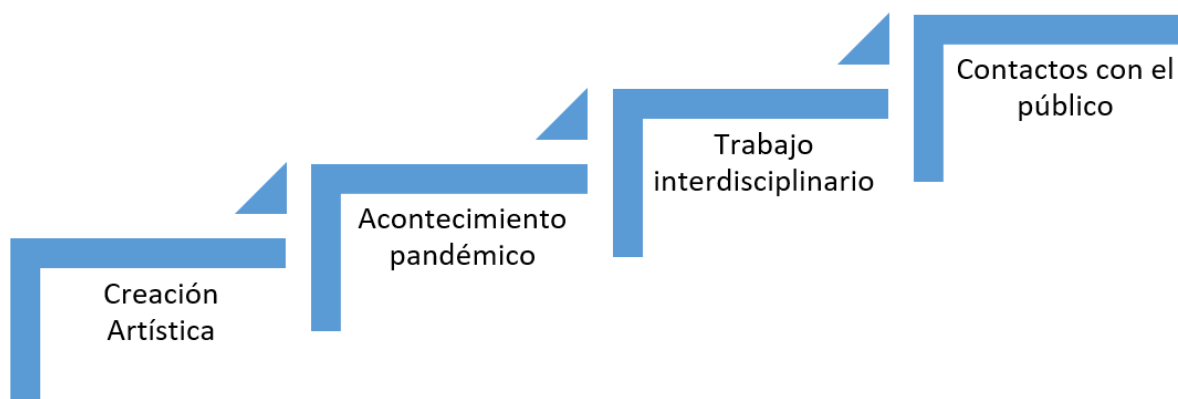 Creación
Artística
Acontecimiento
pandémico
Trabajo
interdisciplinario
Contactos con el
público